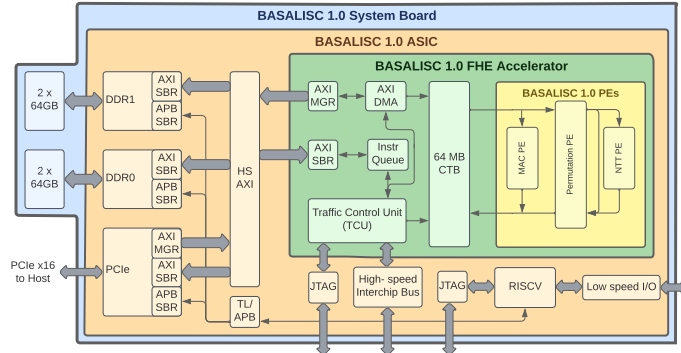 BASALISC 1.0 System Board
BASALISC 1.0 ASIC
BASALISC 1.0 FHE Accelerator
BASALISC 1.0 PEs
2 x
64GB
DDR1
AXI
SBR
APB
SBR
2 x
64GB
DDR0
AXI
SBR
APB
SBR
PCIe x16
to Host
PCIe
AXI
MGR
AXI
SBR
APB
SBR
HS
AXI
TL/
APB
AXI
MGR
AXI
DMA
AXI
SBR
Instr
Queue
64 MB
CTB
Traffic Control Unit
(TCU)
MAC PE
Permutation PE
NTT PE
JTAG
High- speed
Interchip Bus
JTAG
RISCV
Low speed I/O